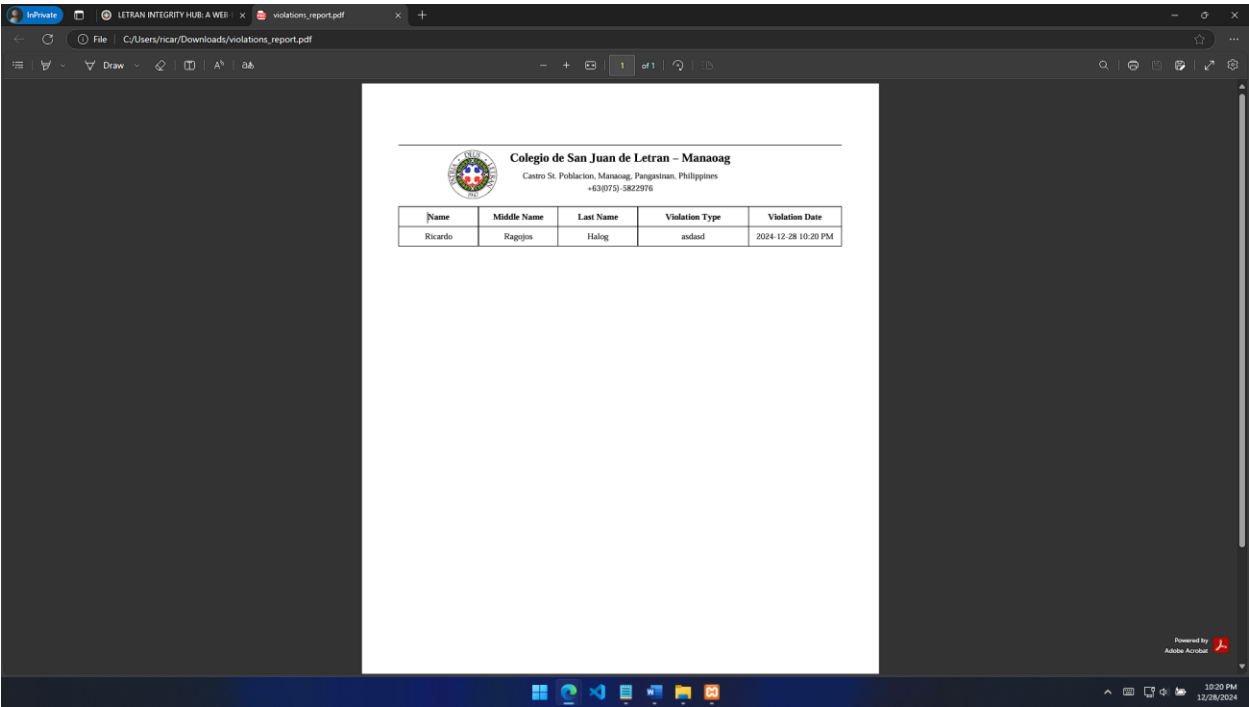 InPrivate
LETRAN INTEGRITY HUB: A WEB-
violations_report.pdf
File
C:/Users/ricar/Downloads/violations_report.pdf
Draw
1 of 1
DEUS
PATRIA
LETRAN
Colegio de San Juan de Letran – Manaoag
Castro St. Poblacion, Manaoag, Pangasinan, Philippines
+63(075)-5822976
Name Middle Name Last Name Violation Type Violation Date
Ricardo Ragojos Halog asdasd 2024-12-28 10:20 PM
Powered by
Adobe Acrobat
10:20 PM
12/28/2024